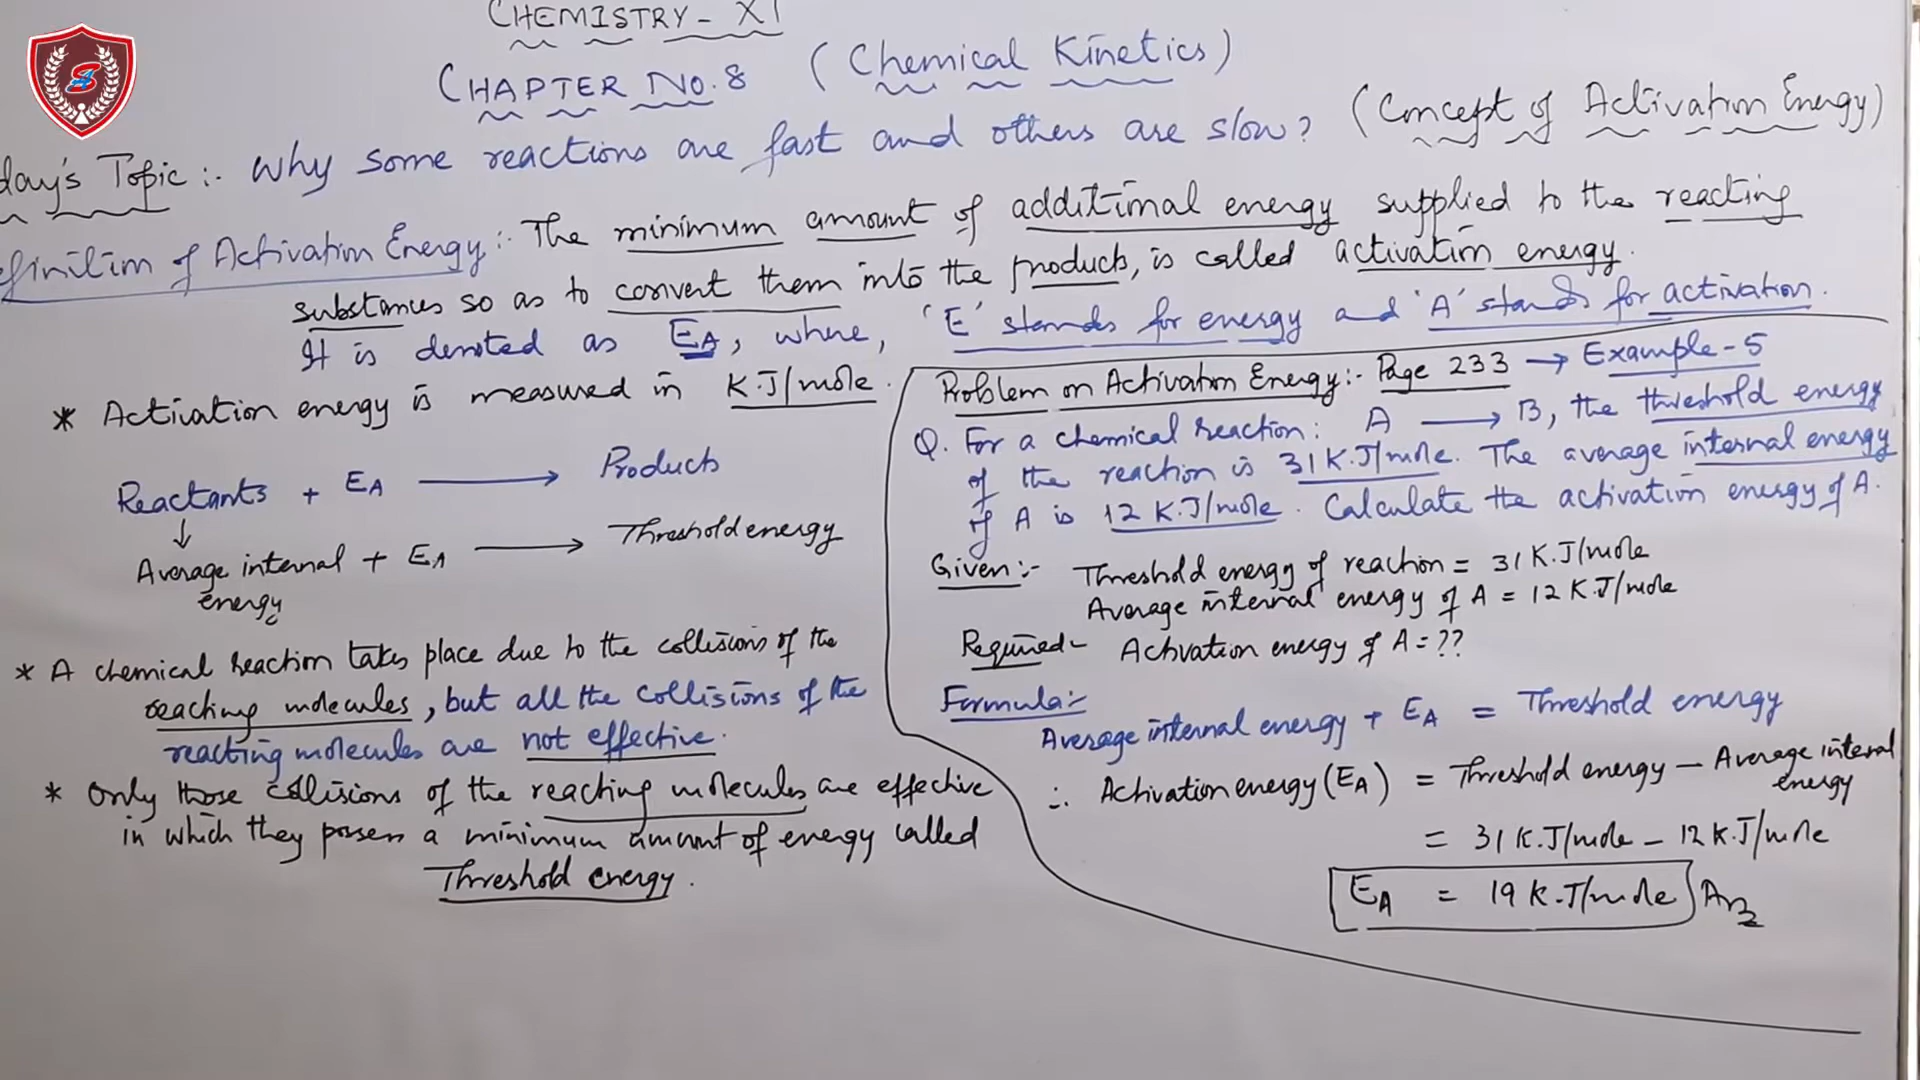 CHEMISTRY - XI
CHAPTER NO. 8 (Chemical Kinetics)
day's Topic :- Why some reactions are fast and others are slow? (Concept of Activation Energy)
efinition of Activation Energy :- The minimum amount of additional energy supplied to the reacting
substances so as to convert them into the products, is called activation energy.
It is denoted as EA, where, 'E' stands for energy and 'A' stands for activation.
* Activation energy is measured in K.J/mole.
Reactants + EA ⟶ Products
↓
Average internal + EA ⟶ Threshold energy
energy
* A chemical reaction takes place due to the collisions of the
reacting molecules, but all the collisions of the
reacting molecules are not effective.
* Only those collisions of the reacting molecules are effective
in which they possess a minimum amount of energy called
Threshold energy.
Problem on Activation Energy:- Page 233 → Example - 5
Q. For a chemical reaction: A ⟶ B, the threshold energy
of the reaction is 31 K.J/mole. The average internal energy
of A is 12 K.J/mole. Calculate the activation energy of A.
Given:- Threshold energy of reaction = 31 K.J/mole
Average internal energy of A = 12 K.J/mole
Required:- Activation energy of A = ??
Formula:-
Average internal energy + EA = Threshold energy
∴ Activation energy (EA) = Threshold energy - Average internal
energy
= 31 K.J/mole - 12 K.J/mole
EA = 19 K.J/mole Ans